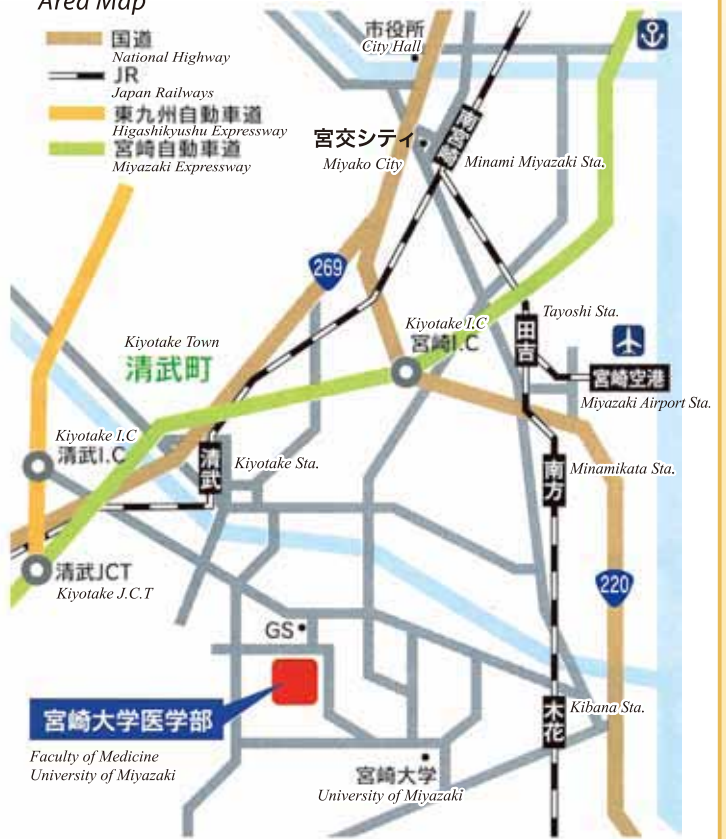 Area Map
国道
National Highway
JR
Japan Railways
東九州自動車道
Higashikyushu Expressway
宮崎自動車道
Miyazaki Expressway
市役所
City Hall
宮交シティ
Miyako City
南宮崎
Minami Miyazaki Sta.
269
Kiyotake Town
清武町
Kiyotake I.C
宮崎I.C
Tayoshi Sta.
田吉
宮崎空港
Miyazaki Airport Sta.
Kiyotake I.C
清武I.C
清武
Kiyotake Sta.
南方
Minamikata Sta.
清武JCT
Kiyotake J.C.T
220
GS
宮崎大学医学部
Faculty of Medicine
University of Miyazaki
木花
Kibana Sta.
宮崎大学
University of Miyazaki